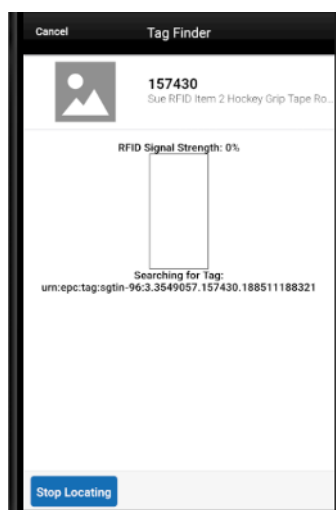 Cancel Tag Finder
157430
Sue RFID Item 2 Hockey Grip Tape Ro...
RFID Signal Strength: 0%
Searching for Tag:
urn:epc:tag:sgtin-96:3.3549057.157430.188511188321
Stop Locating